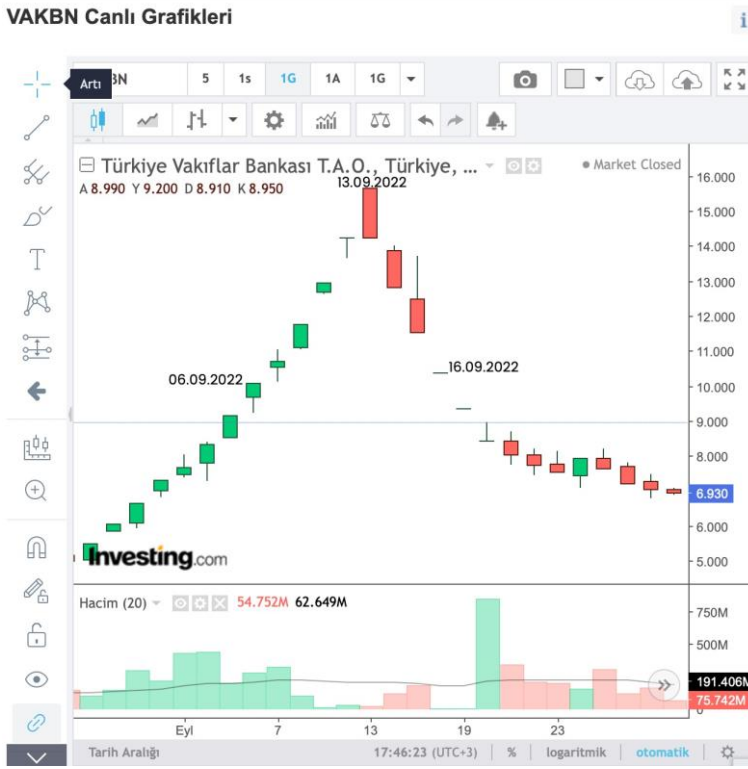 VAKBN Canlı Grafikleri
Artı
BN 5 1s 1G 1A 1G
Türkiye Vakıflar Bankası T.A.O., Türkiye, ... Market Closed
A 8.990 Y 9.200 D 8.910 K 8.950
13.09.2022
16.000
15.000
14.000
13.000
12.000
11.000
16.09.2022
06.09.2022
10.000
9.000
8.000
6.930
6.000
Investing.com
5.000
Hacim (20) 54.752M 62.649M
750M
500M
191.406M
75.742M
0
Eyl 7 13 19 23
Tarih Aralığı 17:46:23 (UTC+3) % logaritmik otomatik